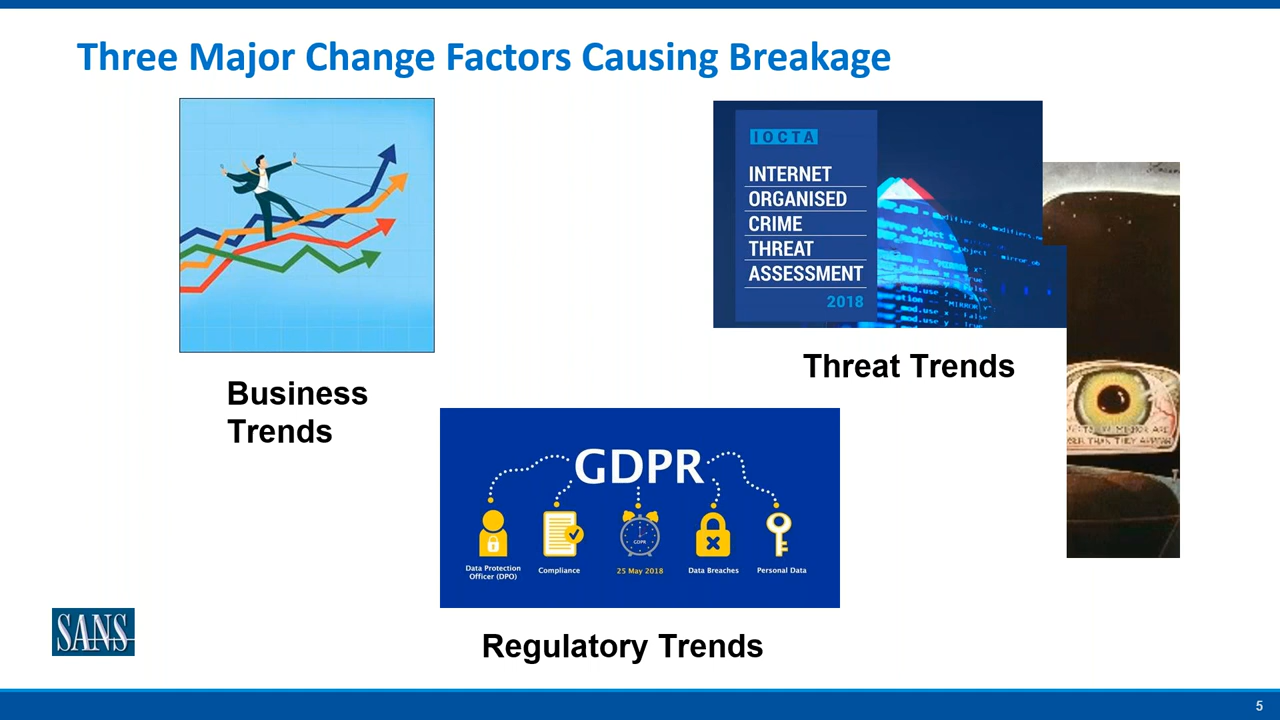 Three Major Change Factors Causing Breakage
IOCTA
INTERNET
ORGANISED
CRIME
THREAT
ASSESSMENT
2018
Business
Trends
Threat Trends
GDPR
GDPR
Data Protection
Officer (DPO)
Compliance
25 May 2018
Data Breaches
Personal Data
Regulatory Trends
SANS
5